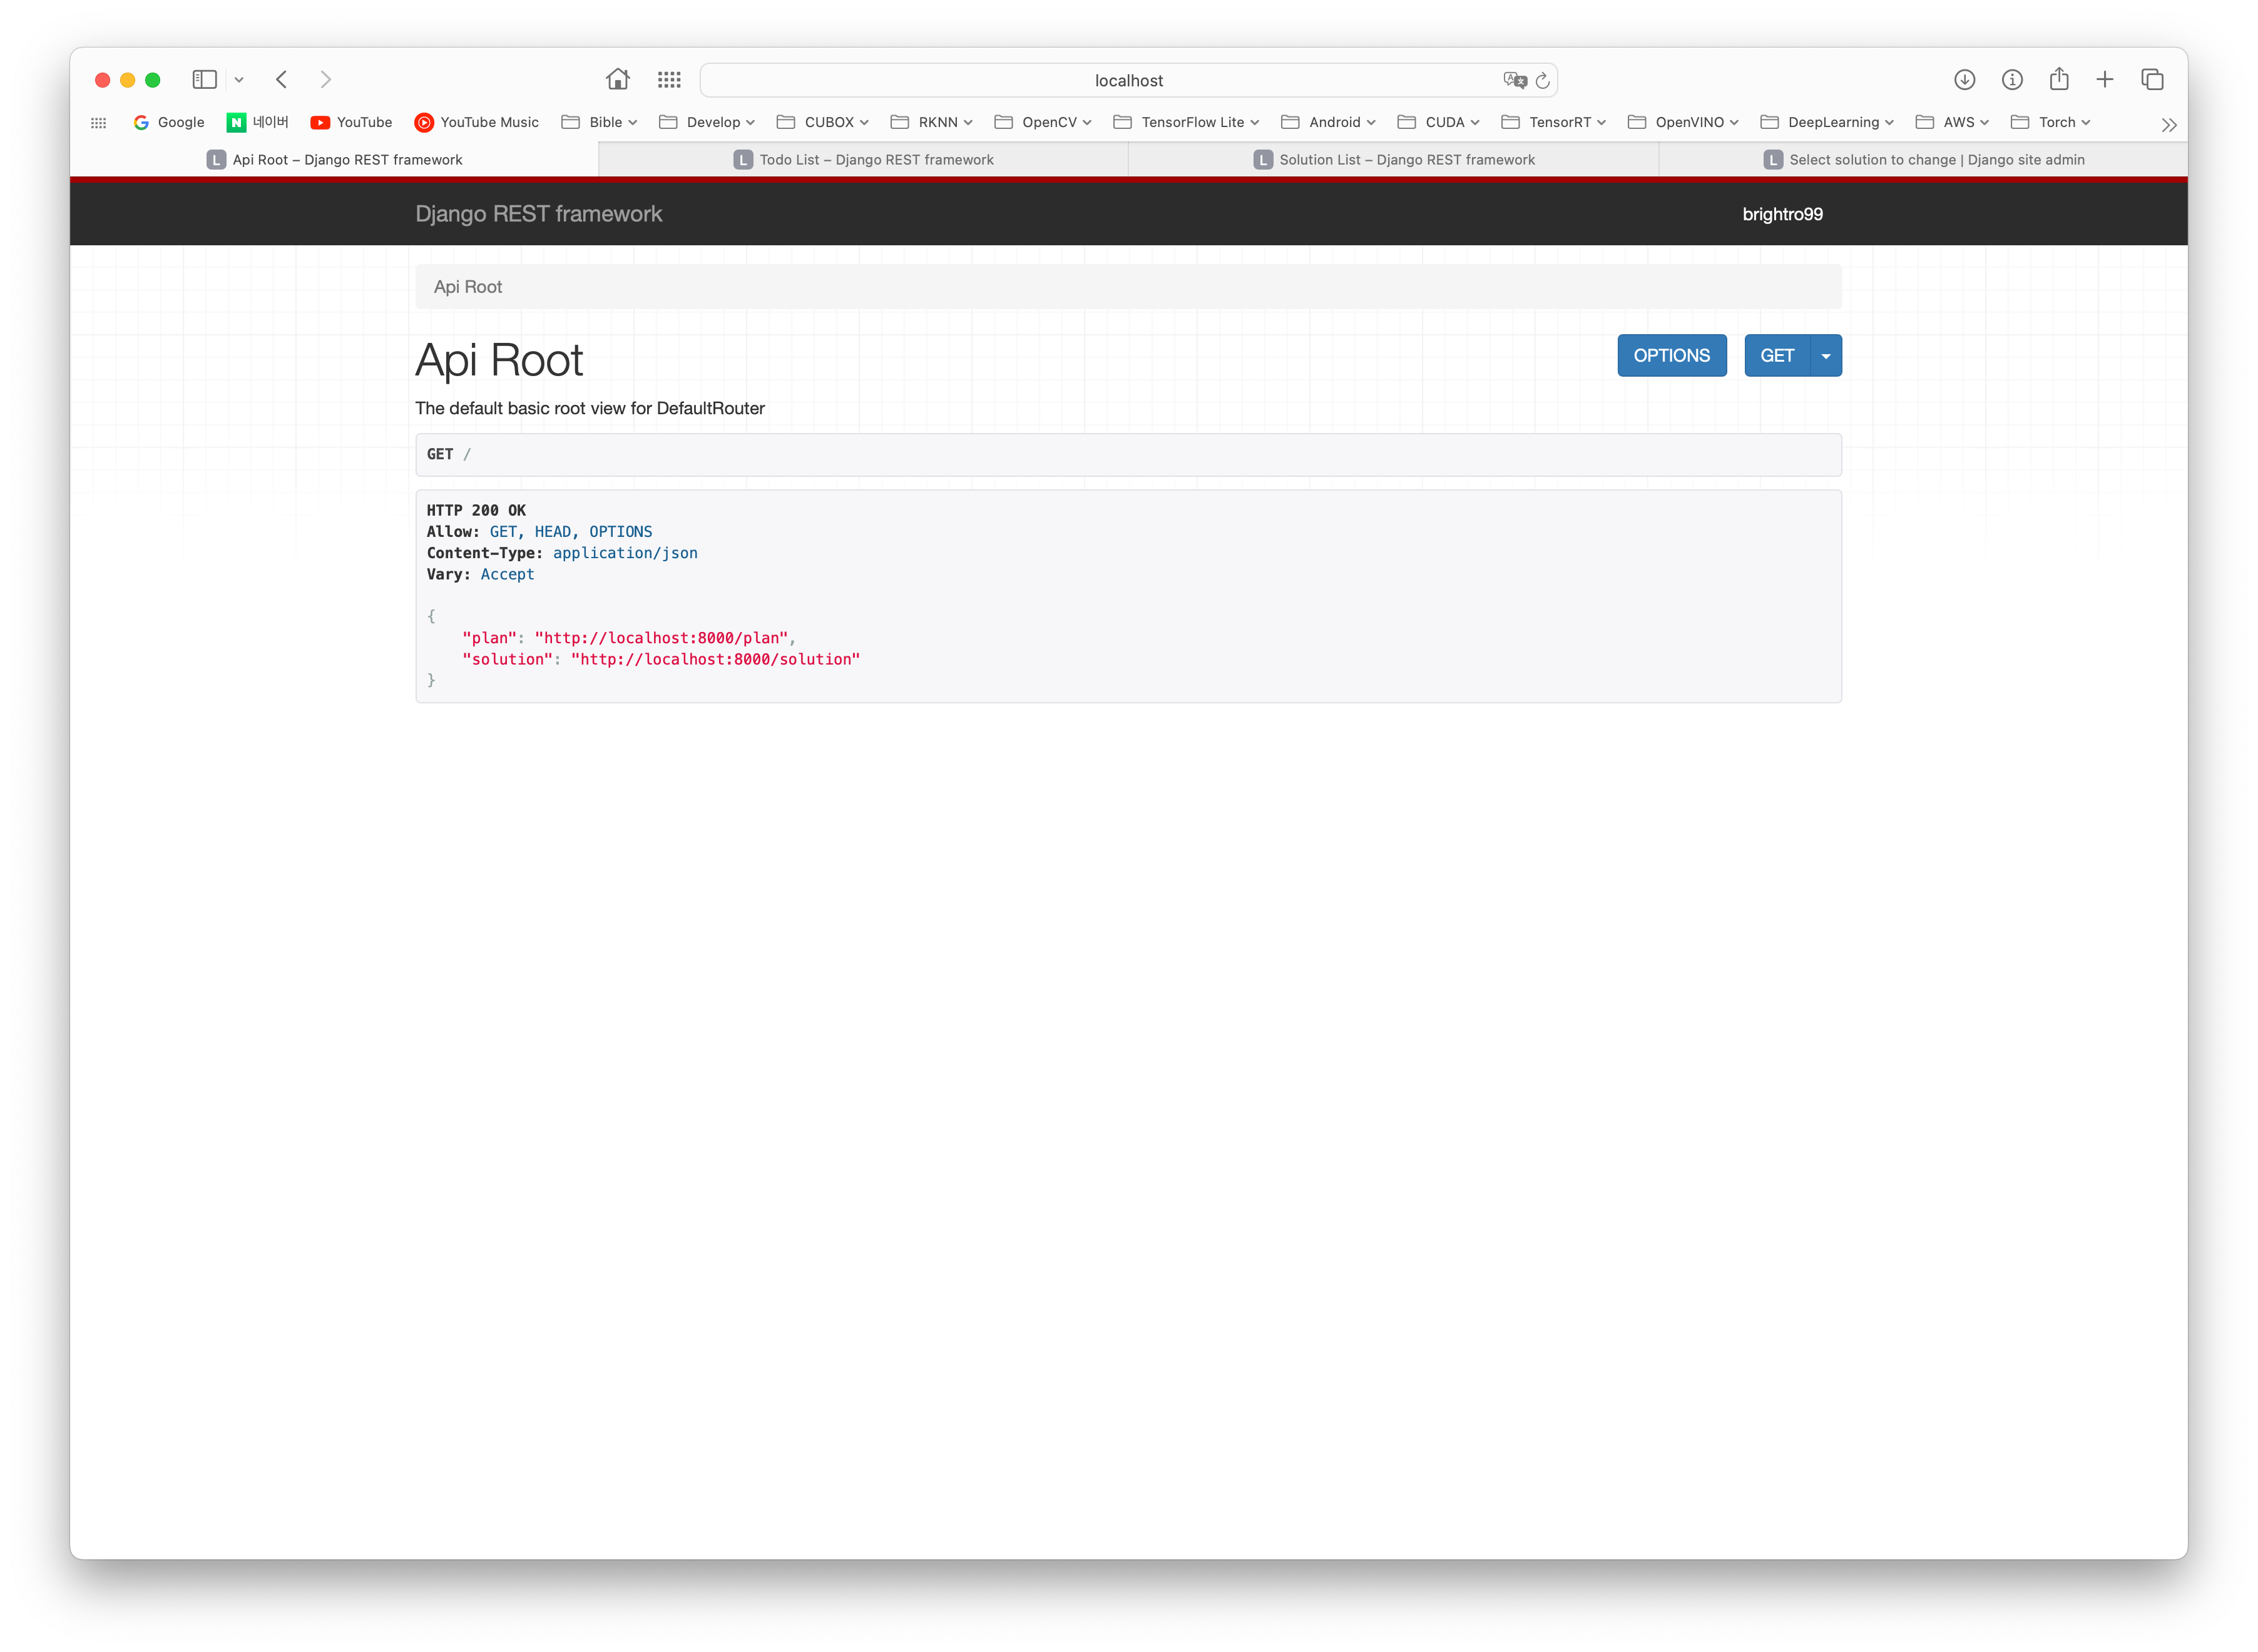 localhost
Google 네이버 YouTube YouTube Music Bible Develop CUBOX RKNN OpenCV TensorFlow Lite Android CUDA TensorRT OpenVINO DeepLearning AWS Torch
L Api Root – Django REST framework L Todo List – Django REST framework L Solution List – Django REST framework L Select solution to change | Django site admin
Django REST framework brightro99
Api Root
Api Root OPTIONS GET
The default basic root view for DefaultRouter
GET /
HTTP 200 OK
Allow: GET, HEAD, OPTIONS
Content-Type: application/json
Vary: Accept
{
"plan": "http://localhost:8000/plan",
"solution": "http://localhost:8000/solution"
}